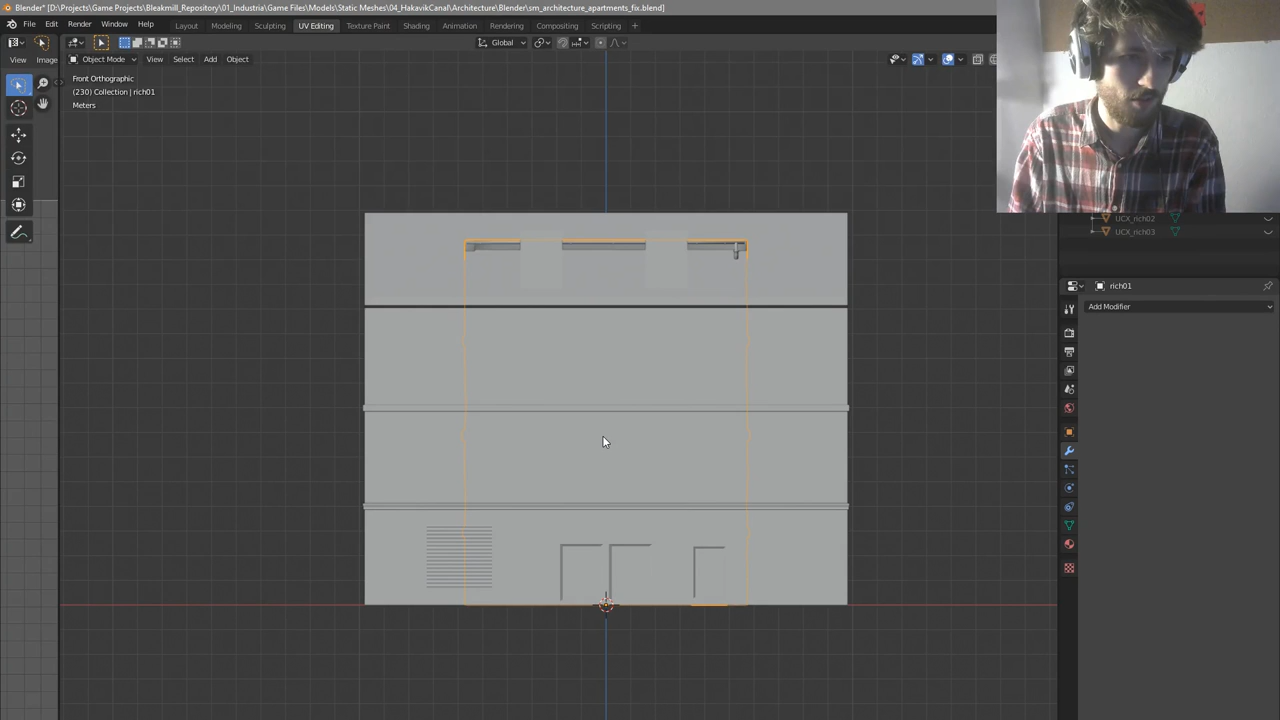 Blender* [D:\Projects\Game Projects\Bleakmill_Repository\01_Industria\Game Files\Models\Static Meshes\04_HakavikCanal\Architecture\Blender\sm_architecture_apartments_fix.blend]
File Edit Render Window Help Layout Modeling Sculpting UV Editing Texture Paint Shading Animation Rendering Compositing Scripting +
Global
View Image Object Mode View Select Add Object
Front Orthographic
(230) Collection | rich01
Meters
UCX_rich02
UCX_rich03
rich01
Add Modifier